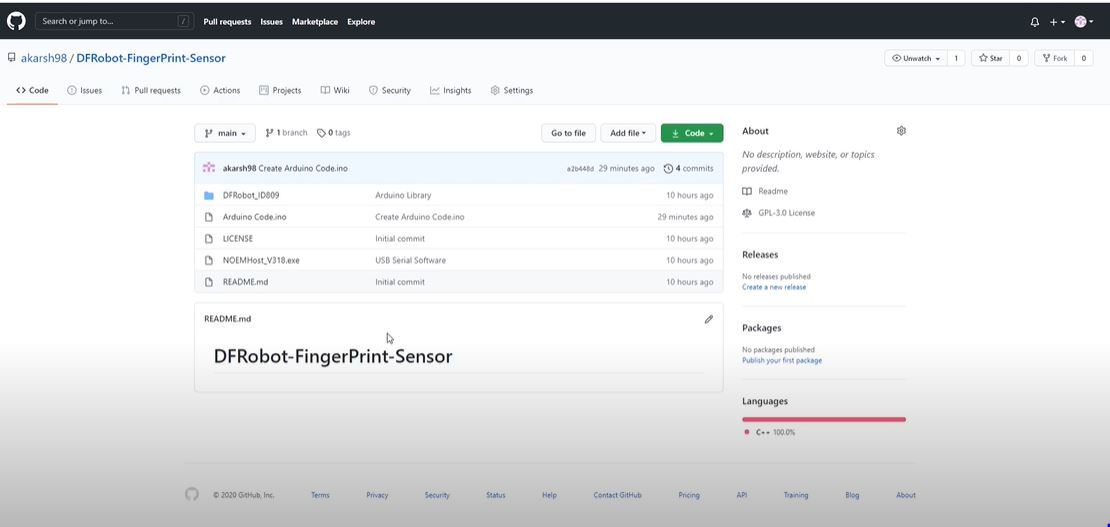 Search or jump to... /
Pull requests Issues Marketplace Explore
akarsh98 / DFRobot-FingerPrint-Sensor
Unwatch 1 Star 0 Fork 0
Code Issues Pull requests Actions Projects Wiki Security Insights Settings
main 1 branch 0 tags Go to file Add file Code
akarsh98 Create Arduino Code.ino a2b448d 29 minutes ago 4 commits
DFRobot_ID809 Arduino Library 10 hours ago
Arduino Code.ino Create Arduino Code.ino 29 minutes ago
LICENSE Initial commit 10 hours ago
NOEMHost_V318.exe USB Serial Software 10 hours ago
README.md Initial commit 10 hours ago
README.md
DFRobot-FingerPrint-Sensor
About
No description, website, or topics
provided.
Readme
GPL-3.0 License
Releases
No releases published
Create a new release
Packages
No packages published
Publish your first package
Languages
C++ 100.0%
© 2020 GitHub, Inc. Terms Privacy Security Status Help Contact GitHub Pricing API Training Blog About